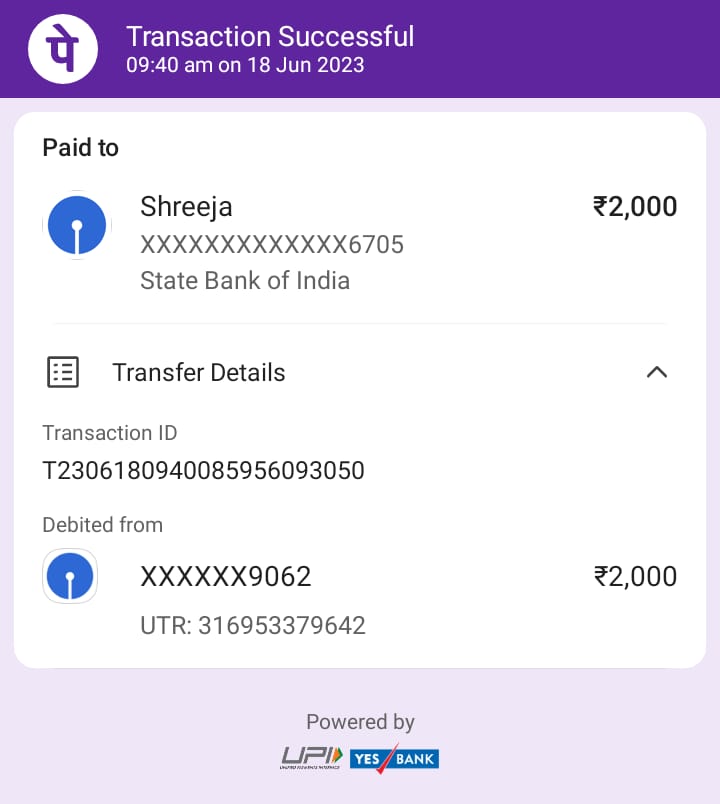 पे
Transaction Successful
09:40 am on 18 Jun 2023
Paid to
Shreeja
₹2,000
XXXXXXXXXXXXX6705
State Bank of India
Transfer Details
Transaction ID
T2306180940085956093050
Debited from
XXXXXX9062
₹2,000
UTR: 316953379642
Powered by
UPI
UNIFIED PAYMENTS INTERFACE
YES BANK